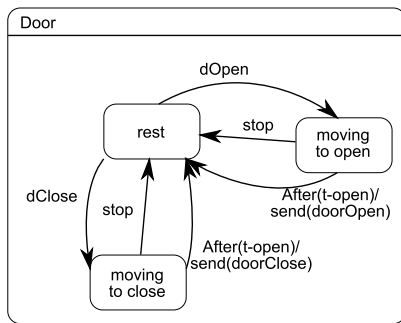 Door
dOpen
rest
stop
moving
to open
dClose
stop
After(t-open)/
send(doorOpen)
After(t-open)/
send(doorClose)
moving
to close